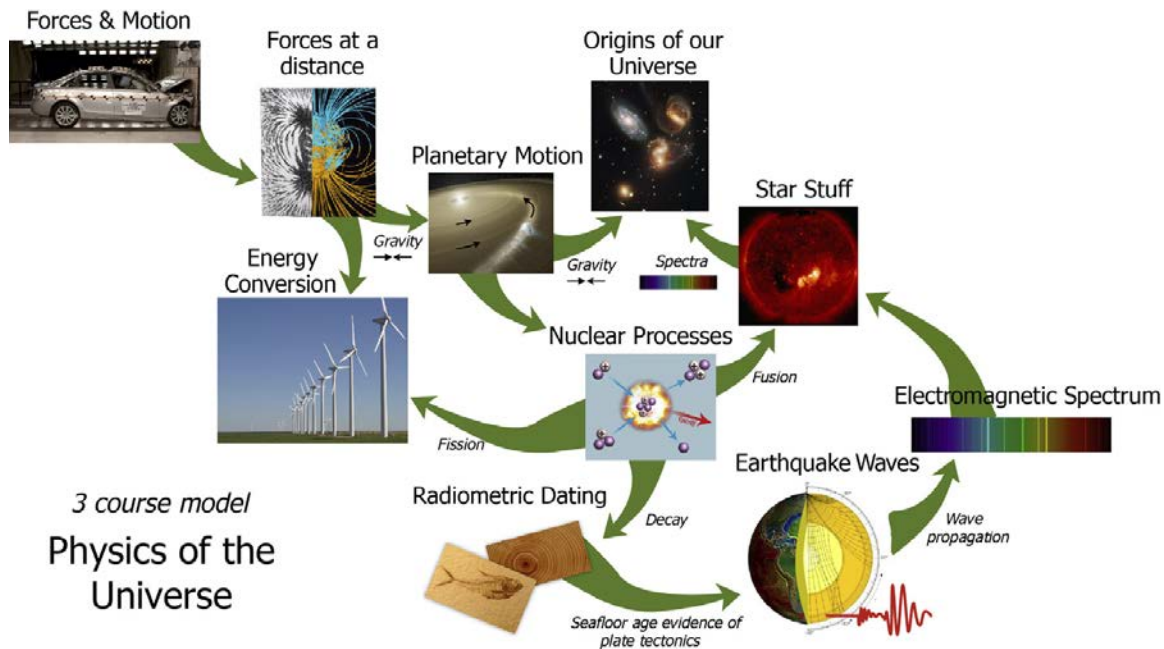 Forces & Motion
Forces at a
distance
Origins of our
Universe
Planetary Motion
Star Stuff
Gravity
Energy
Conversion
Gravity
Spectra
Nuclear Processes
Fusion
Electromagnetic Spectrum
Fission
Earthquake Waves
Radiometric Dating
Decay
Wave
propagation
3 course model
Physics of the
Universe
Seafloor age evidence of
plate tectonics